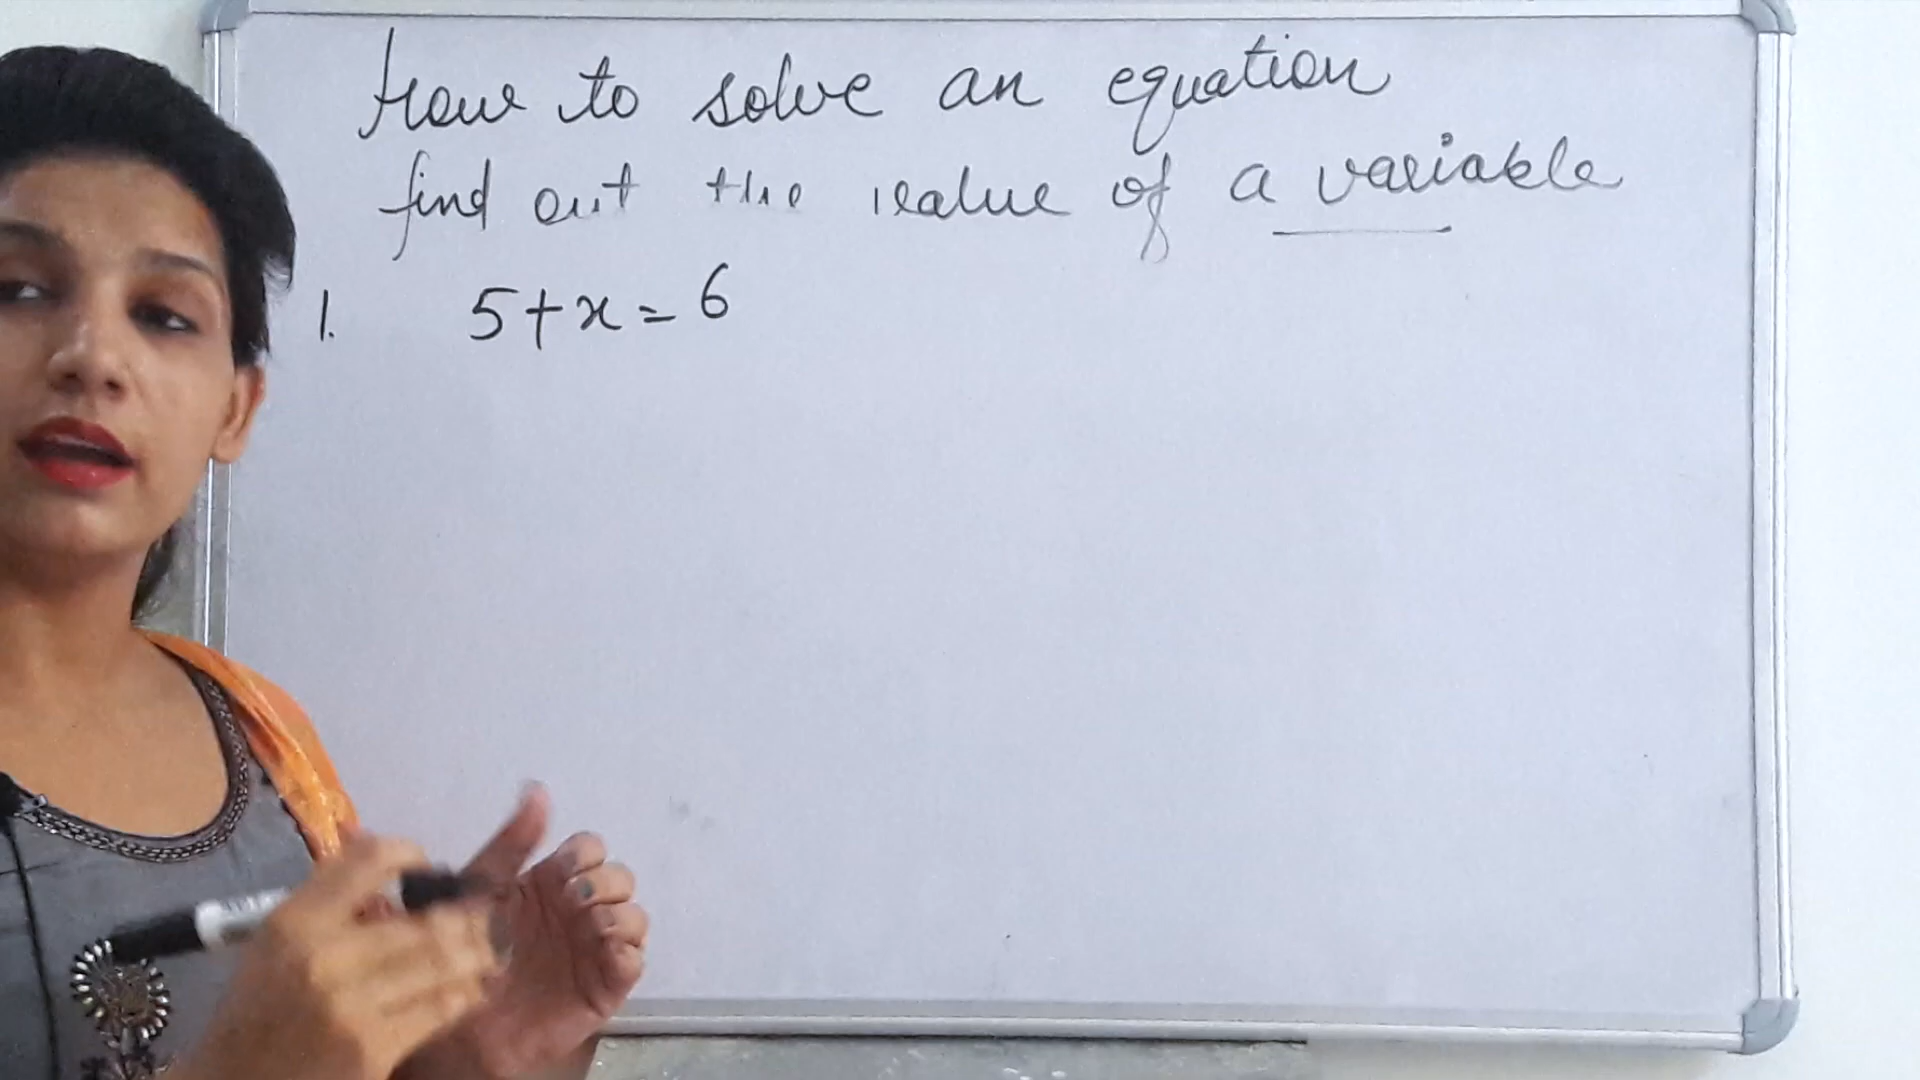 How to solve an equation
find out the value of a variable
1. 5+x=6